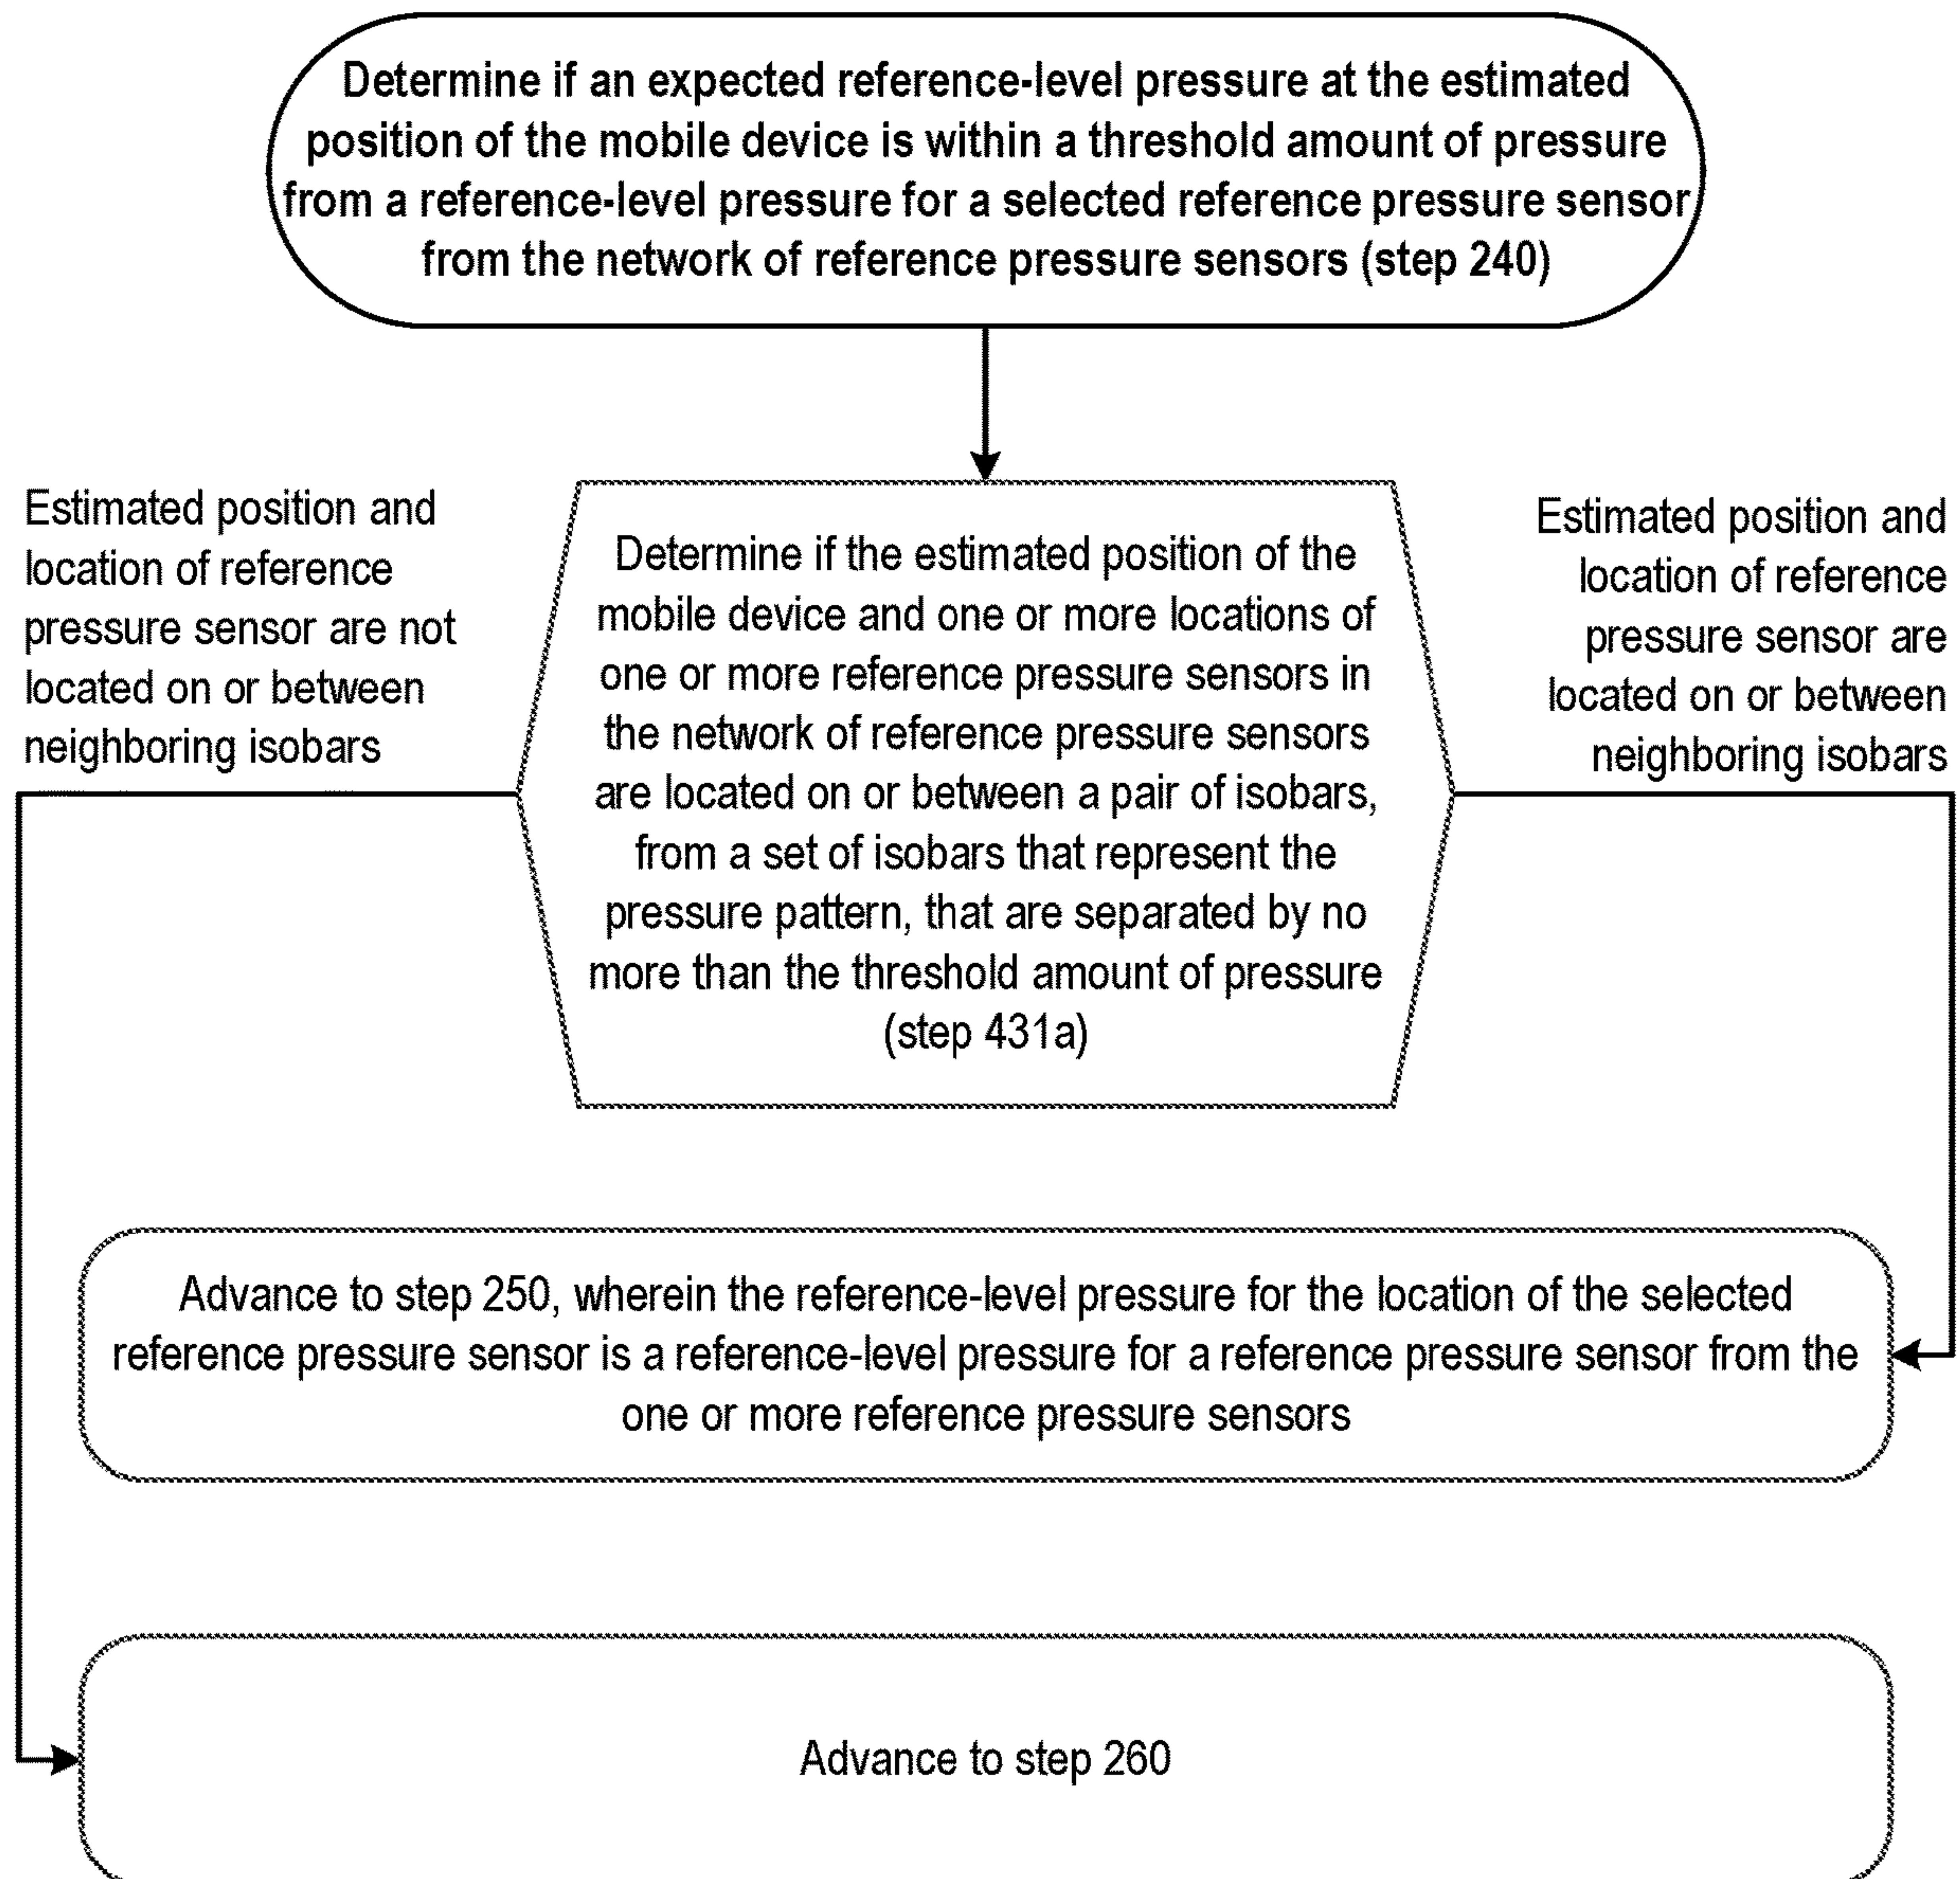 Determine if an expected reference-level pressure at the estimated
position of the mobile device is within a threshold amount of pressure
from a reference-level pressure for a selected reference pressure sensor
from the network of reference pressure sensors (step 240)
Estimated position and
location of reference
pressure sensor are not
located on or between
neighboring isobars
Determine if the estimated position of the
mobile device and one or more locations of
one or more reference pressure sensors in
the network of reference pressure sensors
are located on or between a pair of isobars,
from a set of isobars that represent the
pressure pattern, that are separated by no
more than the threshold amount of pressure
(step 431a)
Estimated position and
location of reference
pressure sensor are
located on or between
neighboring isobars
Advance to step 250, wherein the reference-level pressure for the location of the selected
reference pressure sensor is a reference-level pressure for a reference pressure sensor from the
one or more reference pressure sensors
Advance to step 260